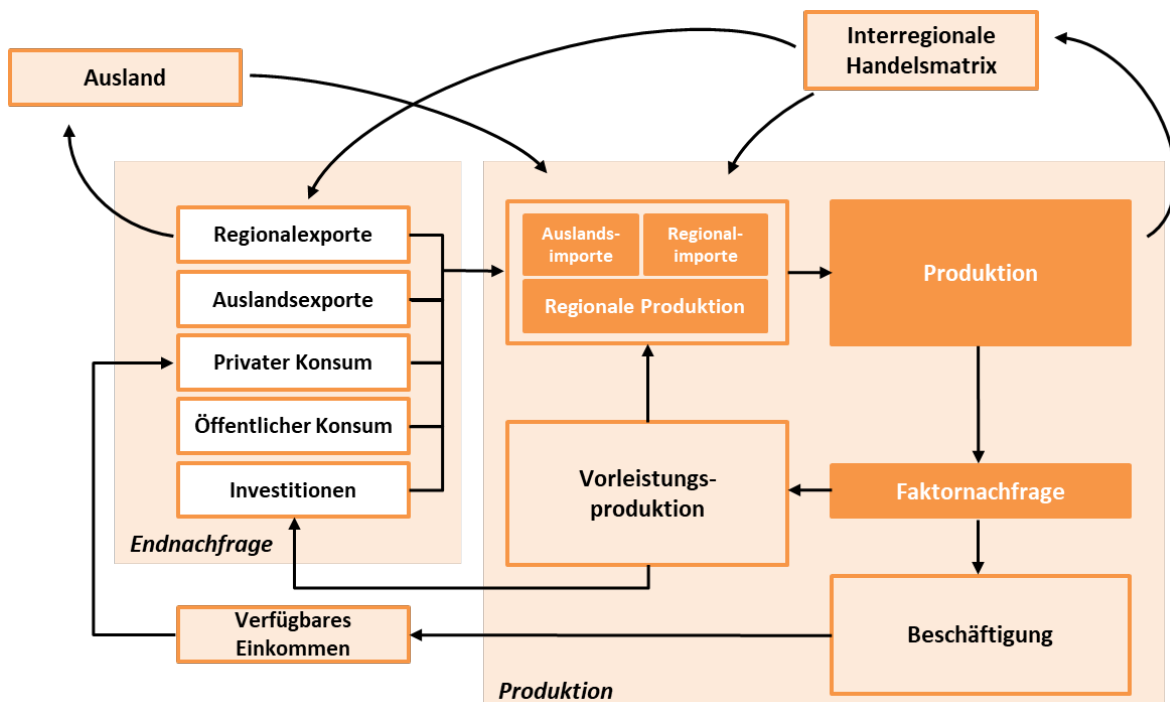 Ausland
Interregionale
Handelsmatrix
Regionalexporte
Auslandsexporte
Privater Konsum
Öffentlicher Konsum
Investitionen
Endnachfrage
Verfügbares
Einkommen
Auslands-
importe
Regional-
importe
Regionale Produktion
Produktion
Vorleistungs-
produktion
Faktornachfrage
Beschäftigung
Produktion